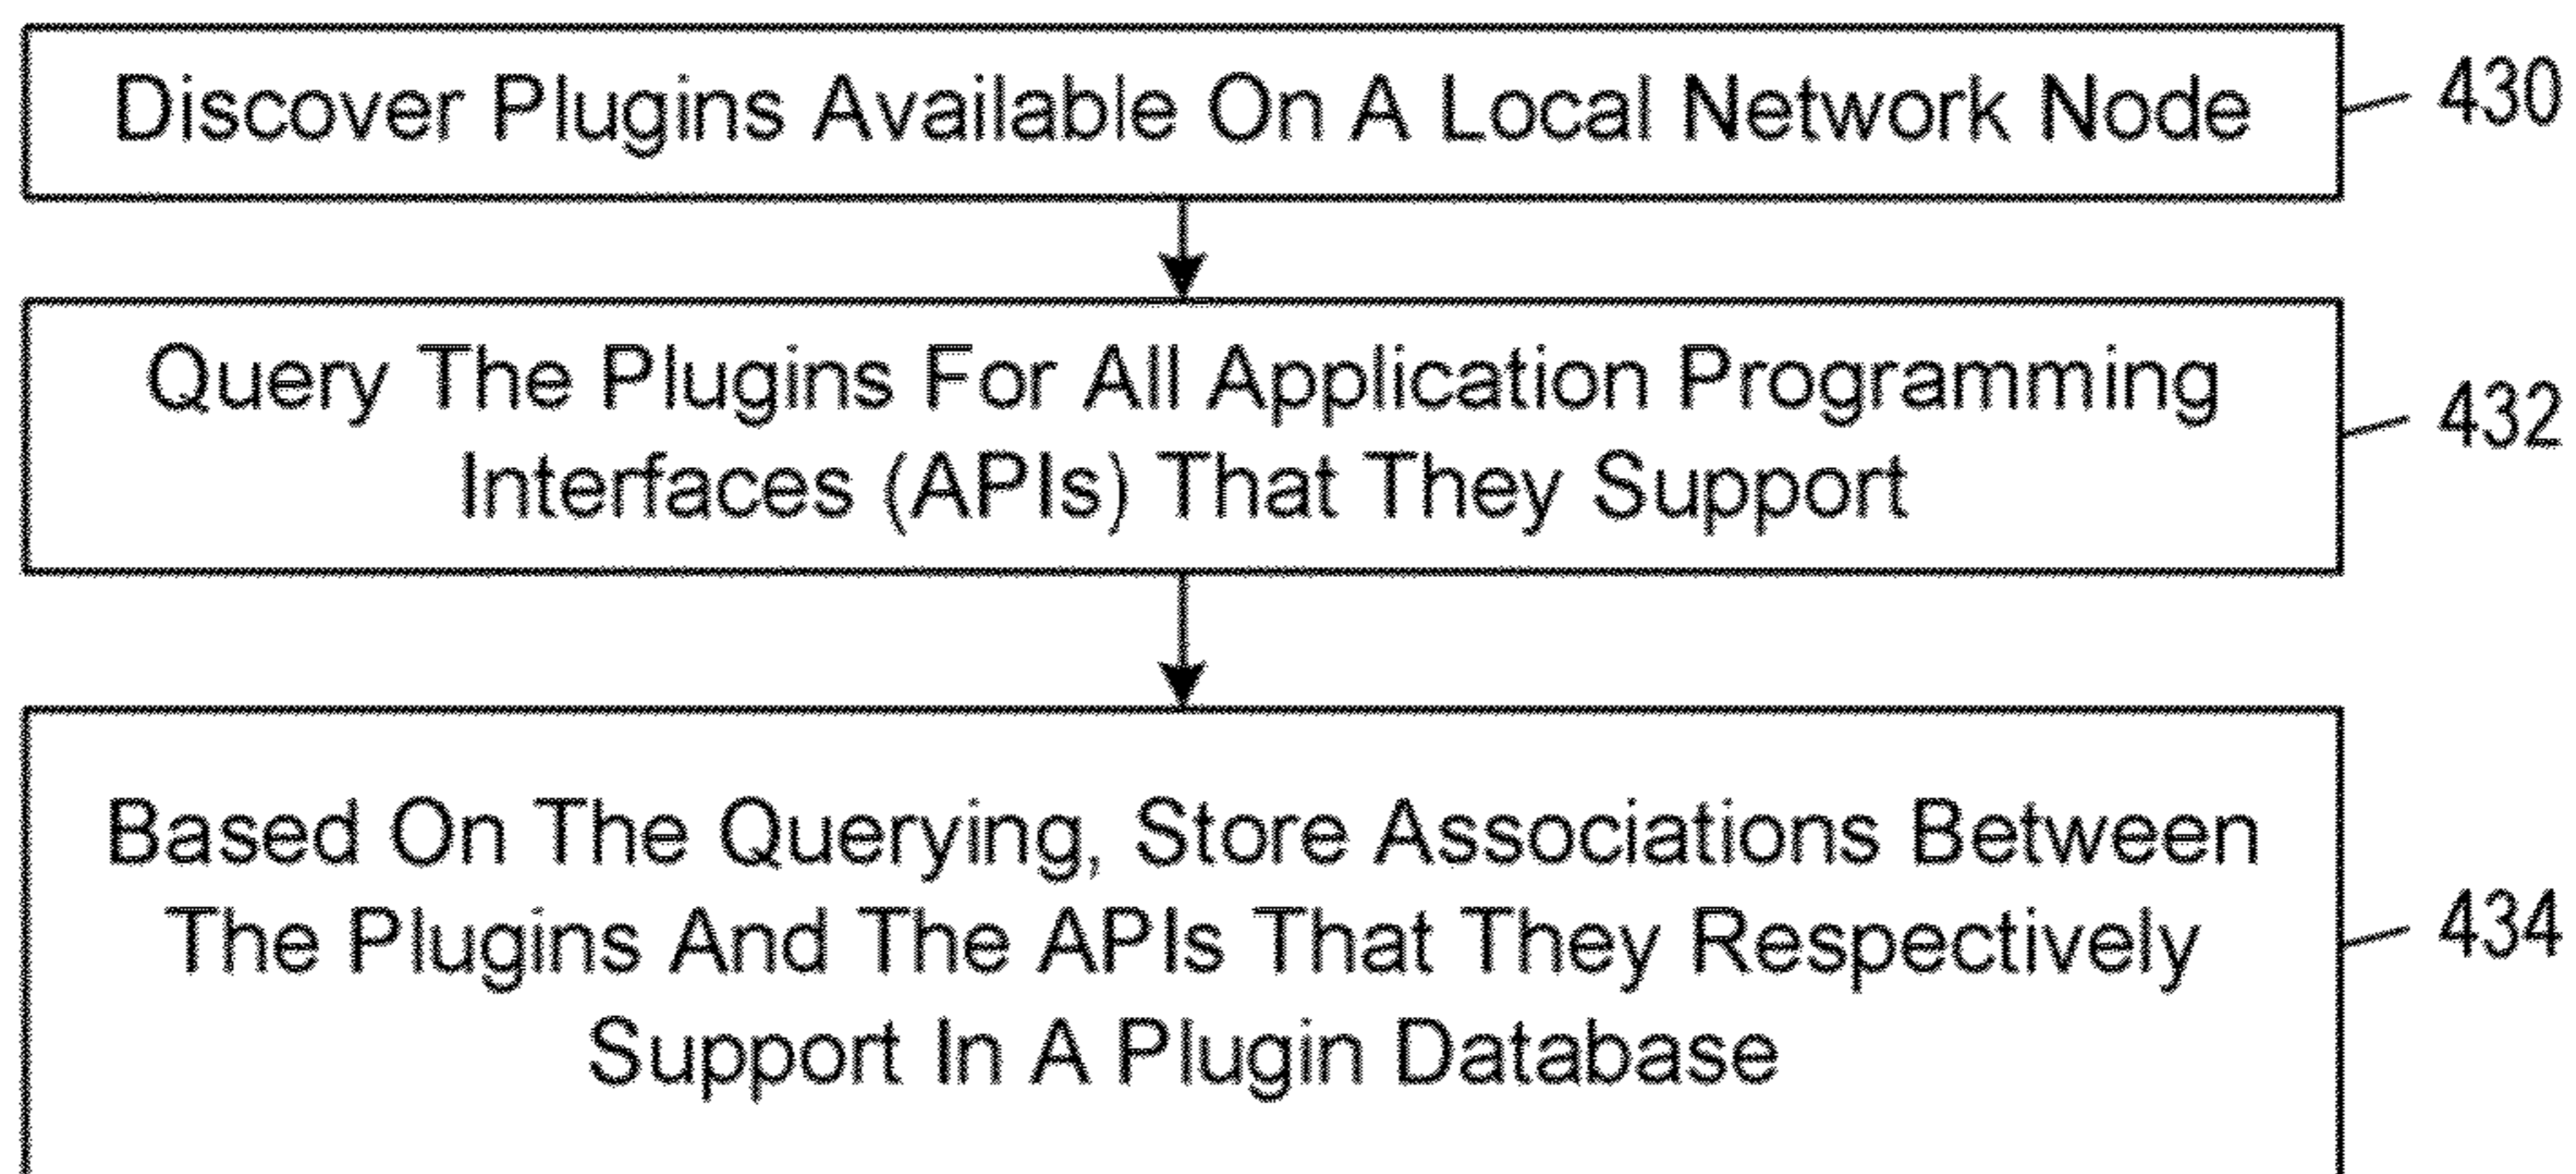 Discover Plugins Available On A Local Network Node
430
Query The Plugins For All Application Programming
Interfaces (APIs) That They Support
432
Based On The Querying, Store Associations Between
The Plugins And The APIs That They Respectively
Support In A Plugin Database
434